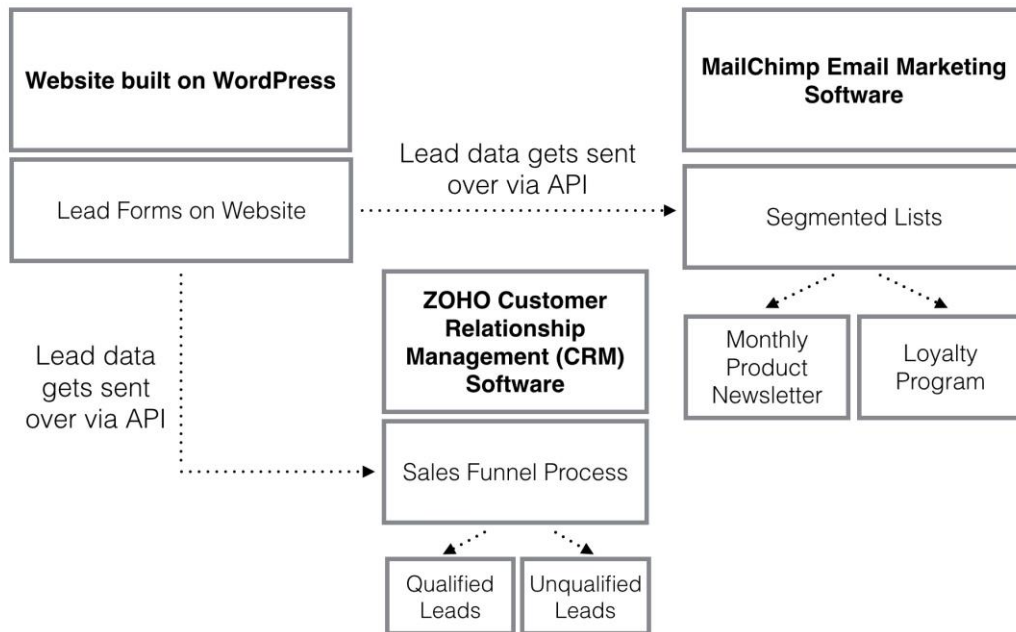 Website built on WordPress
MailChimp Email Marketing
Software
Lead data gets sent
over via API
Lead Forms on Website
Segmented Lists
ZOHO Customer
Relationship
Management (CRM)
Software
Monthly
Product
Newsletter
Loyalty
Program
Lead data
gets sent
over via API
Sales Funnel Process
Qualified
Leads
Unqualified
Leads